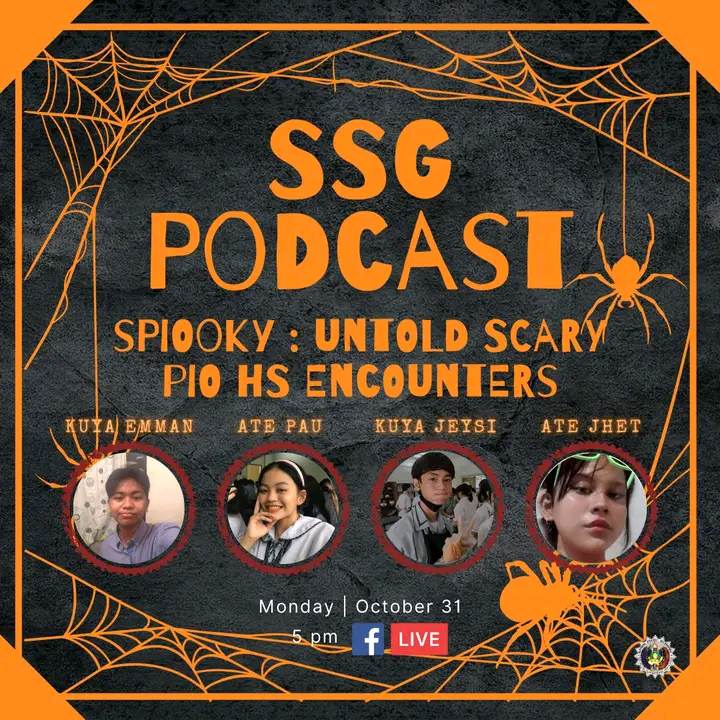 SSG
PODCAST
SPIOOKY : UNTOLD SCARY
PIO HS ENCOUNTERS
KUYA EMMAN ATE PAU KUYA JEYSI ATE JHET
Monday | October 31
5 pm f LIVE